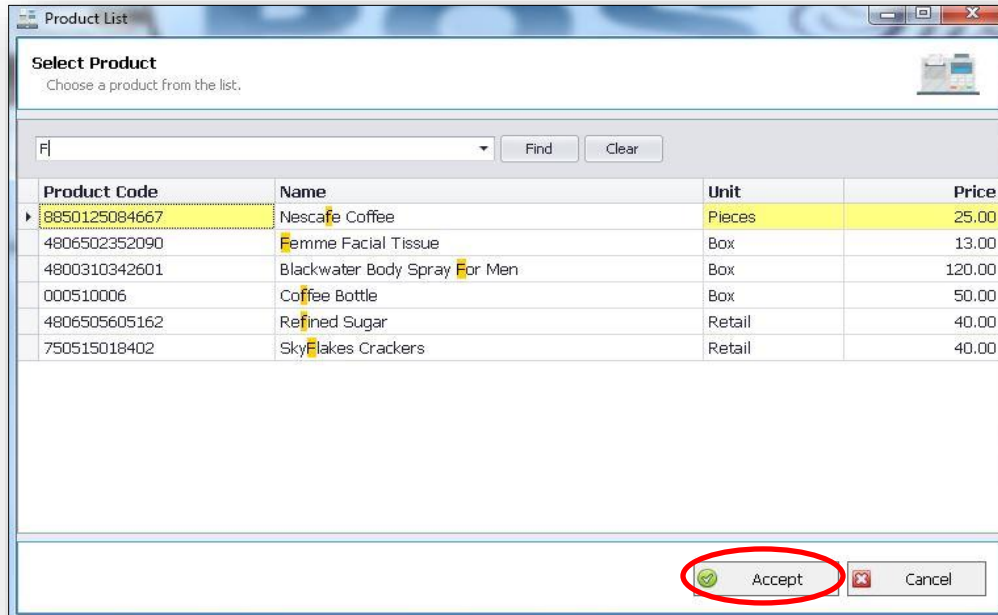 Product List
Select Product
Choose a product from the list.
F Find Clear
Product Code Name Unit Price
8850125084667 Nescafe Coffee Pieces 25.00
4806502352090 Femme Facial Tissue Box 13.00
4800310342601 Blackwater Body Spray For Men Box 120.00
000510006 Coffee Bottle Box 50.00
4806505605162 Refined Sugar Retail 40.00
750515018402 SkyFlakes Crackers Retail 40.00
Accept Cancel